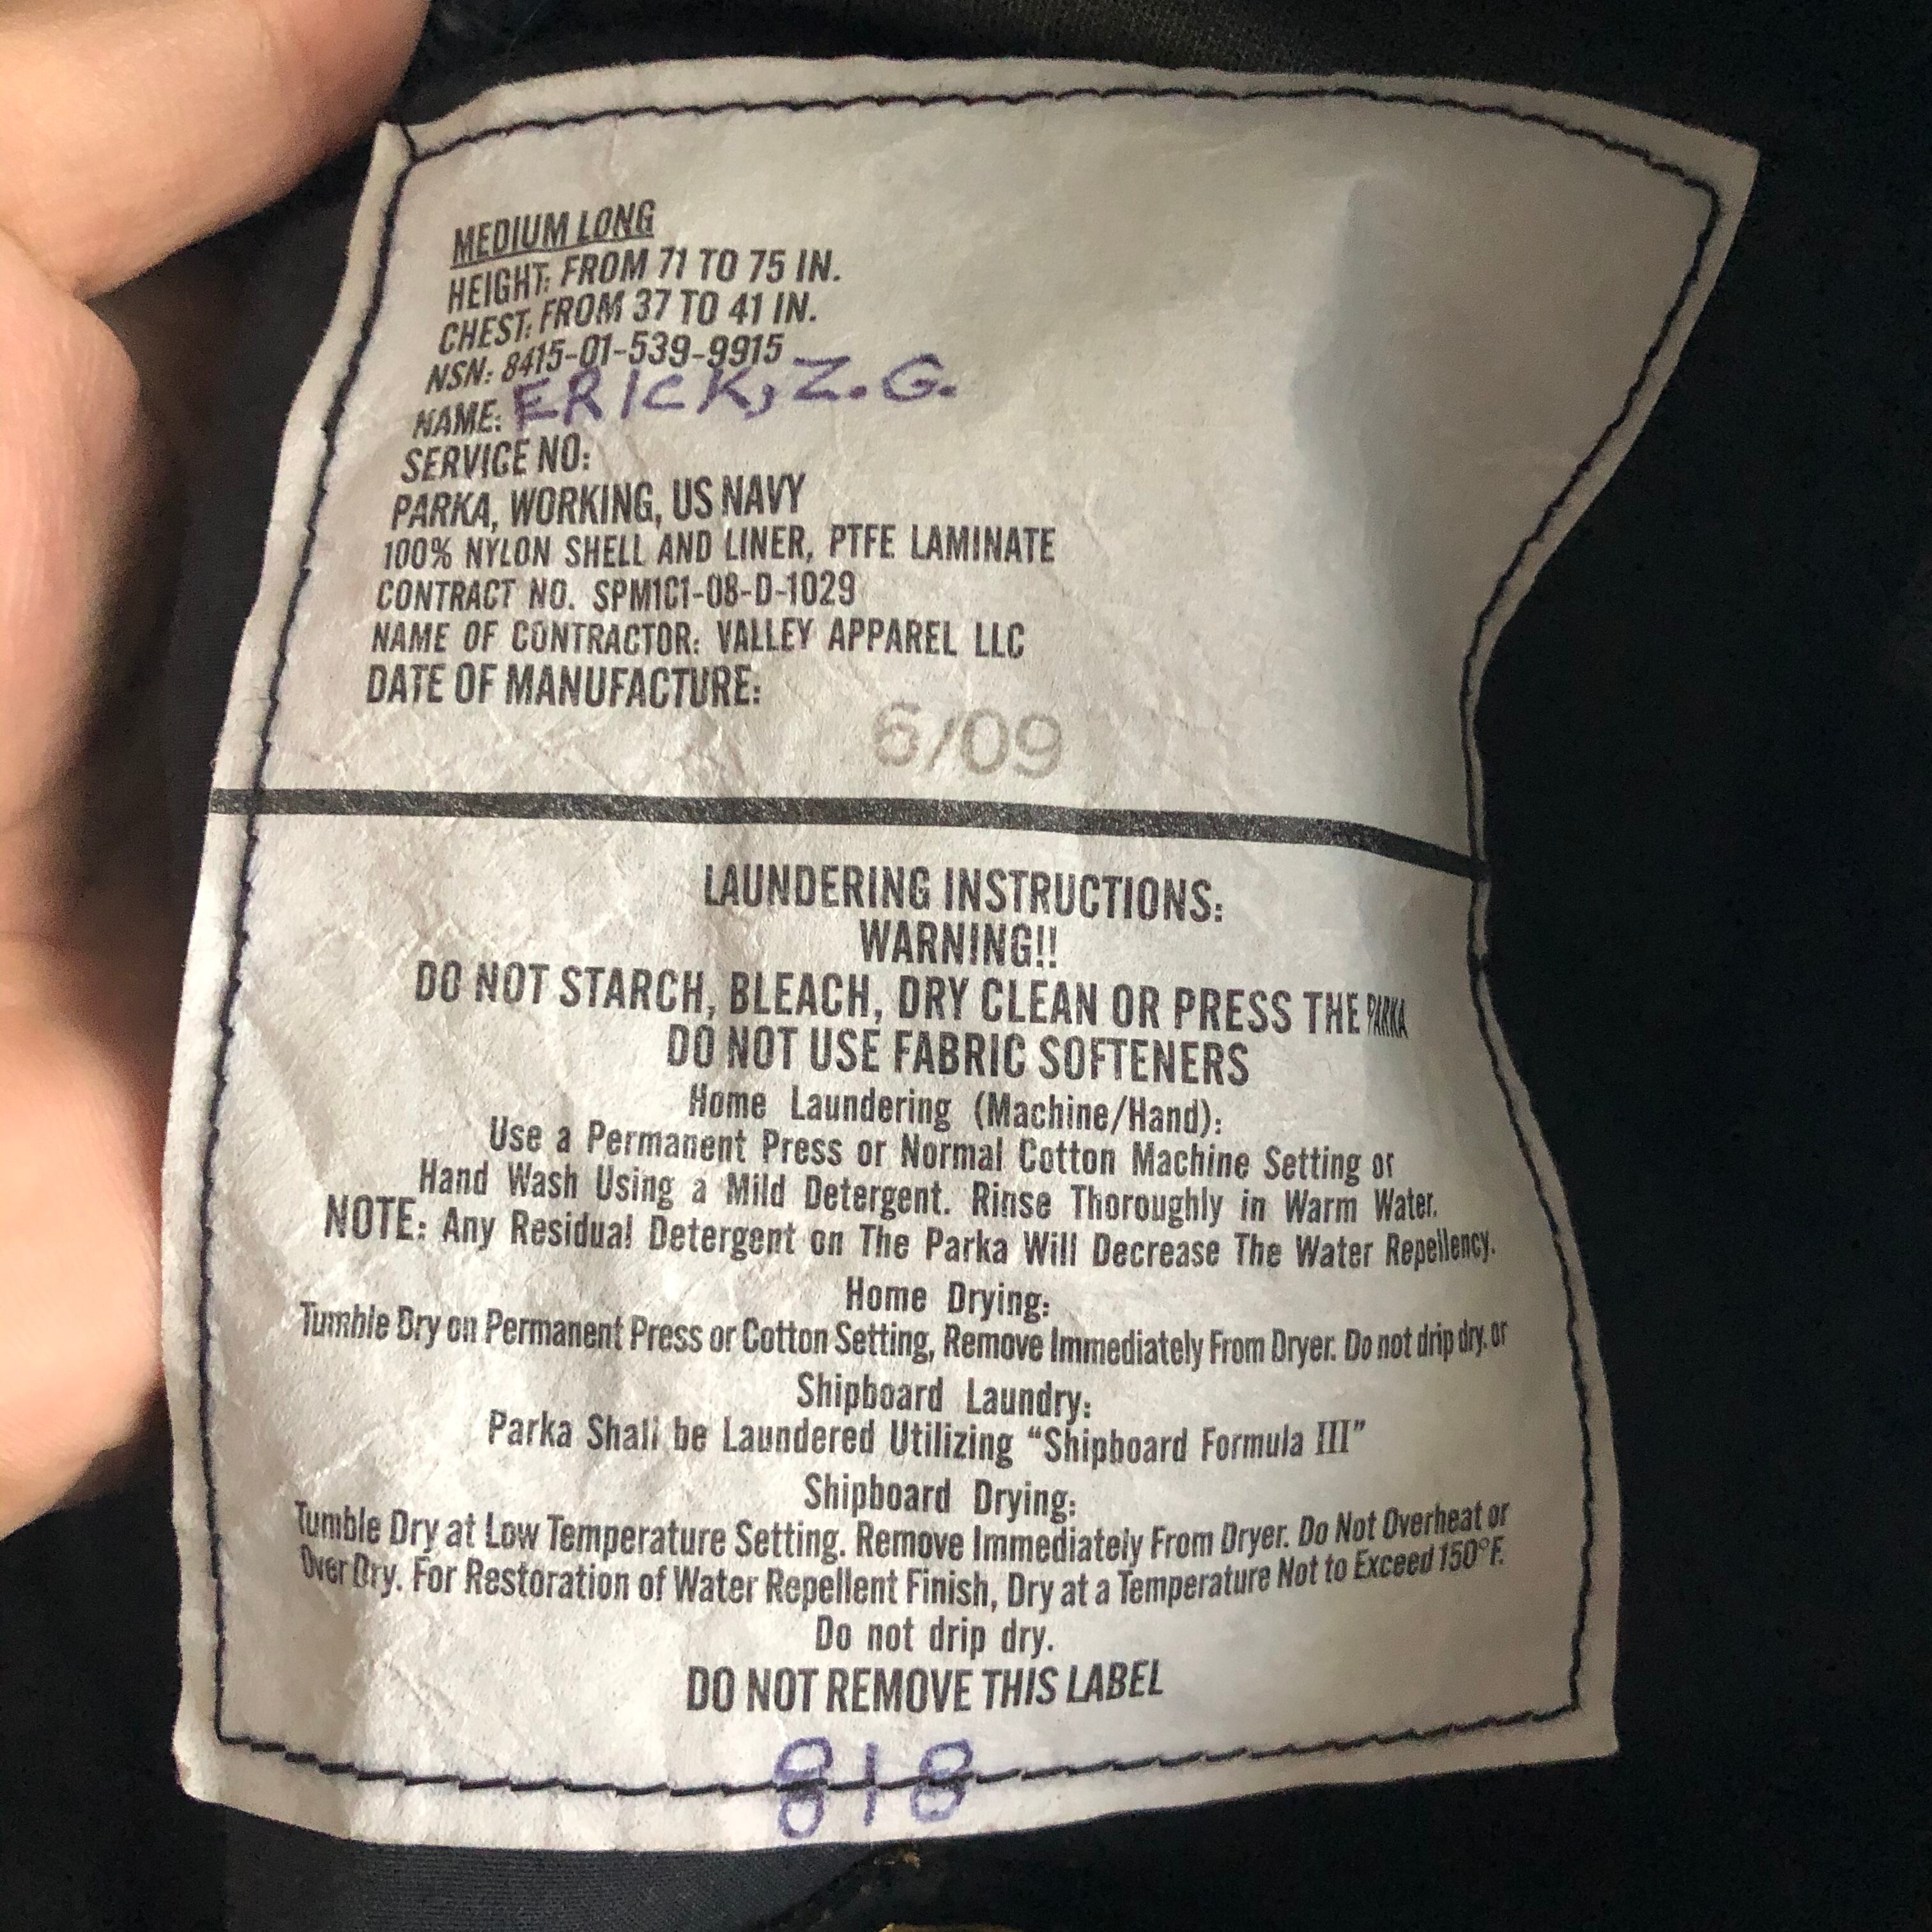 MEDIUM LONG
HEIGHT: FROM 71 TO 75 IN.
CHEST: FROM 37 TO 41 IN.
NSN: 8415-01-539-9915
NAME: ERICK, Z.G.
SERVICE NO:
PARKA, WORKING, US NAVY
100% NYLON SHELL AND LINER, PTFE LAMINATE
CONTRACT NO. SPM1C1-08-D-1029
NAME OF CONTRACTOR: VALLEY APPAREL LLC
DATE OF MANUFACTURE:
6/09
LAUNDERING INSTRUCTIONS:
WARNING!!
DO NOT STARCH, BLEACH, DRY CLEAN OR PRESS THE PARKA
DO NOT USE FABRIC SOFTENERS
Home Laundering (Machine/Hand):
Use a Permanent Press or Normal Cotton Machine Setting or
Hand Wash Using a Mild Detergent. Rinse Thoroughly in Warm Water.
NOTE: Any Residual Detergent on The Parka Will Decrease The Water Repellency.
Home Drying:
Tumble Dry on Permanent Press or Cotton Setting, Remove Immediately From Dryer. Do not drip dry. or
Shipboard Laundry:
Parka Shall be Laundered Utilizing “Shipboard Formula III”
Shipboard Drying:
Tumble Dry at Low Temperature Setting. Remove Immediately From Dryer. Do Not Overheat or
Over Dry. For Restoration of Water Repellent Finish, Dry at a Temperature Not to Exceed 150°F.
Do not drip dry.
DO NOT REMOVE THIS LABEL
818